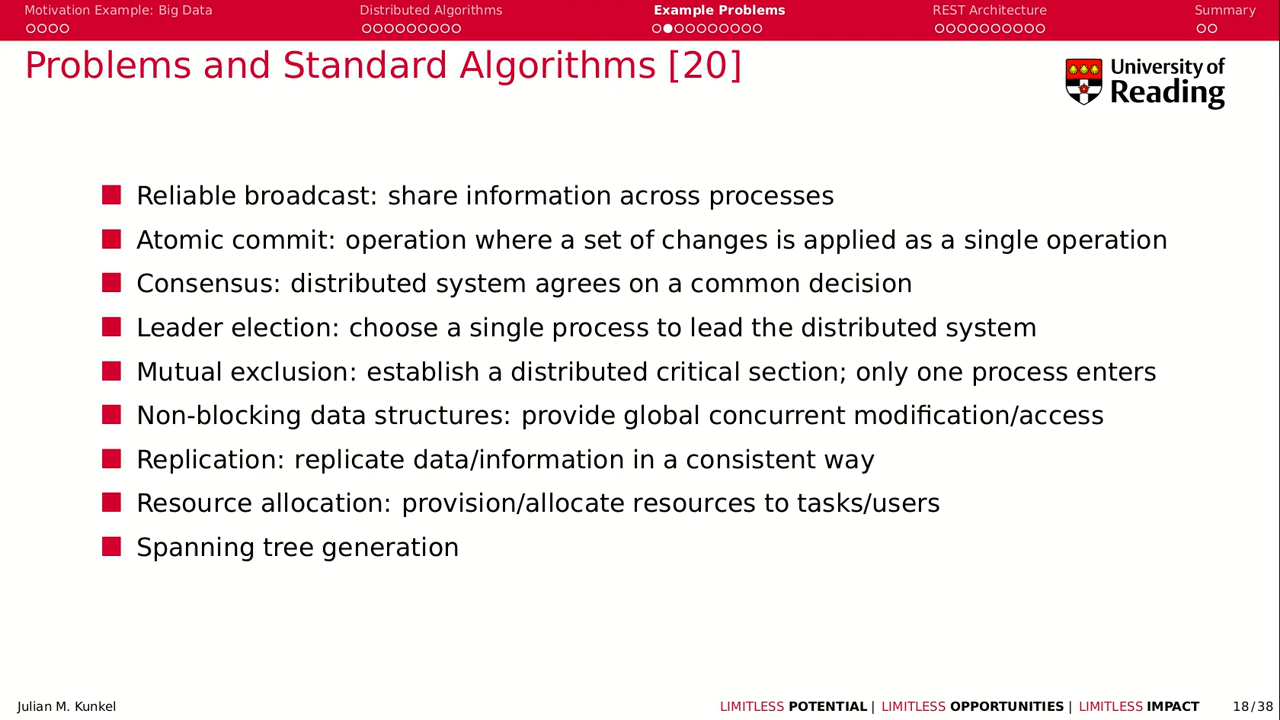 Motivation Example: Big Data Distributed Algorithms Example Problems REST Architecture Summary
Problems and Standard Algorithms [20]
University of
Reading
Reliable broadcast: share information across processes
Atomic commit: operation where a set of changes is applied as a single operation
Consensus: distributed system agrees on a common decision
Leader election: choose a single process to lead the distributed system
Mutual exclusion: establish a distributed critical section; only one process enters
Non-blocking data structures: provide global concurrent modification/access
Replication: replicate data/information in a consistent way
Resource allocation: provision/allocate resources to tasks/users
Spanning tree generation
Julian M. Kunkel LIMITLESS POTENTIAL | LIMITLESS OPPORTUNITIES | LIMITLESS IMPACT 18/38